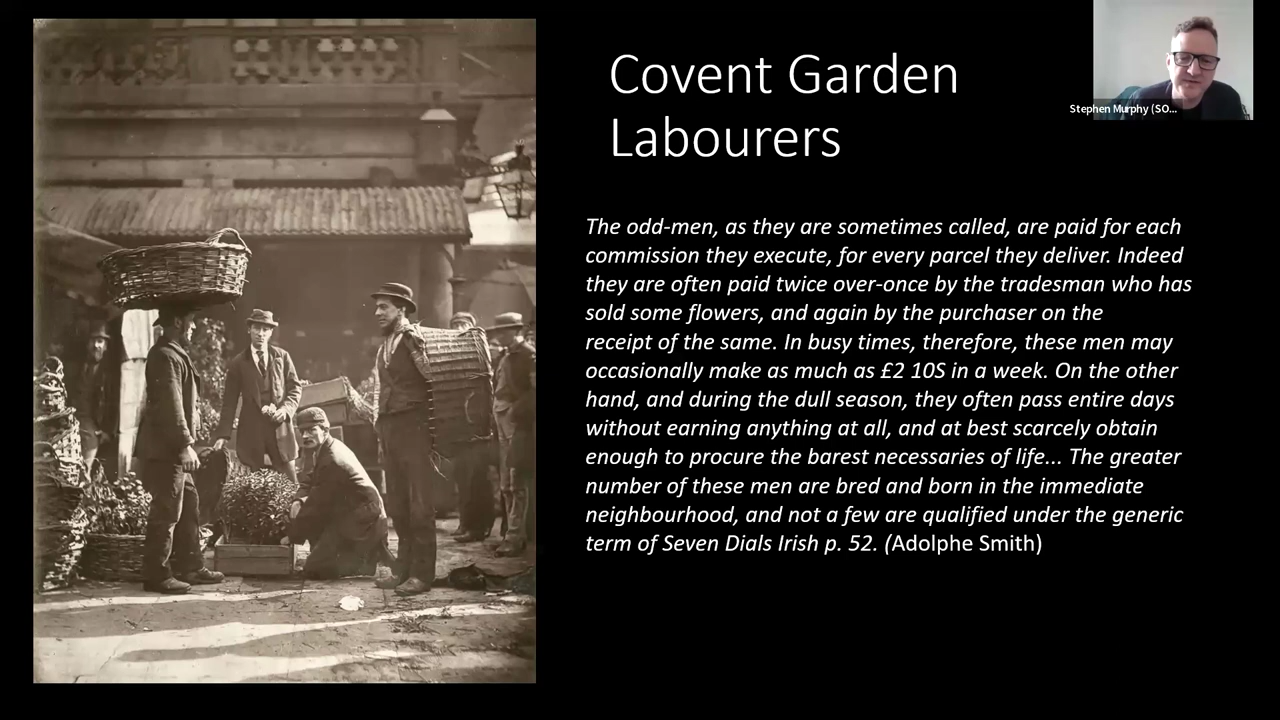 Covent Garden
Labourers
Stephen Murphy (SO...
The odd-men, as they are sometimes called, are paid for each
commission they execute, for every parcel they deliver. Indeed
they are often paid twice over-once by the tradesman who has
sold some flowers, and again by the purchaser on the
receipt of the same. In busy times, therefore, these men may
occasionally make as much as £2 10S in a week. On the other
hand, and during the dull season, they often pass entire days
without earning anything at all, and at best scarcely obtain
enough to procure the barest necessaries of life... The greater
number of these men are bred and born in the immediate
neighbourhood, and not a few are qualified under the generic
term of Seven Dials Irish p. 52. (Adolphe Smith)